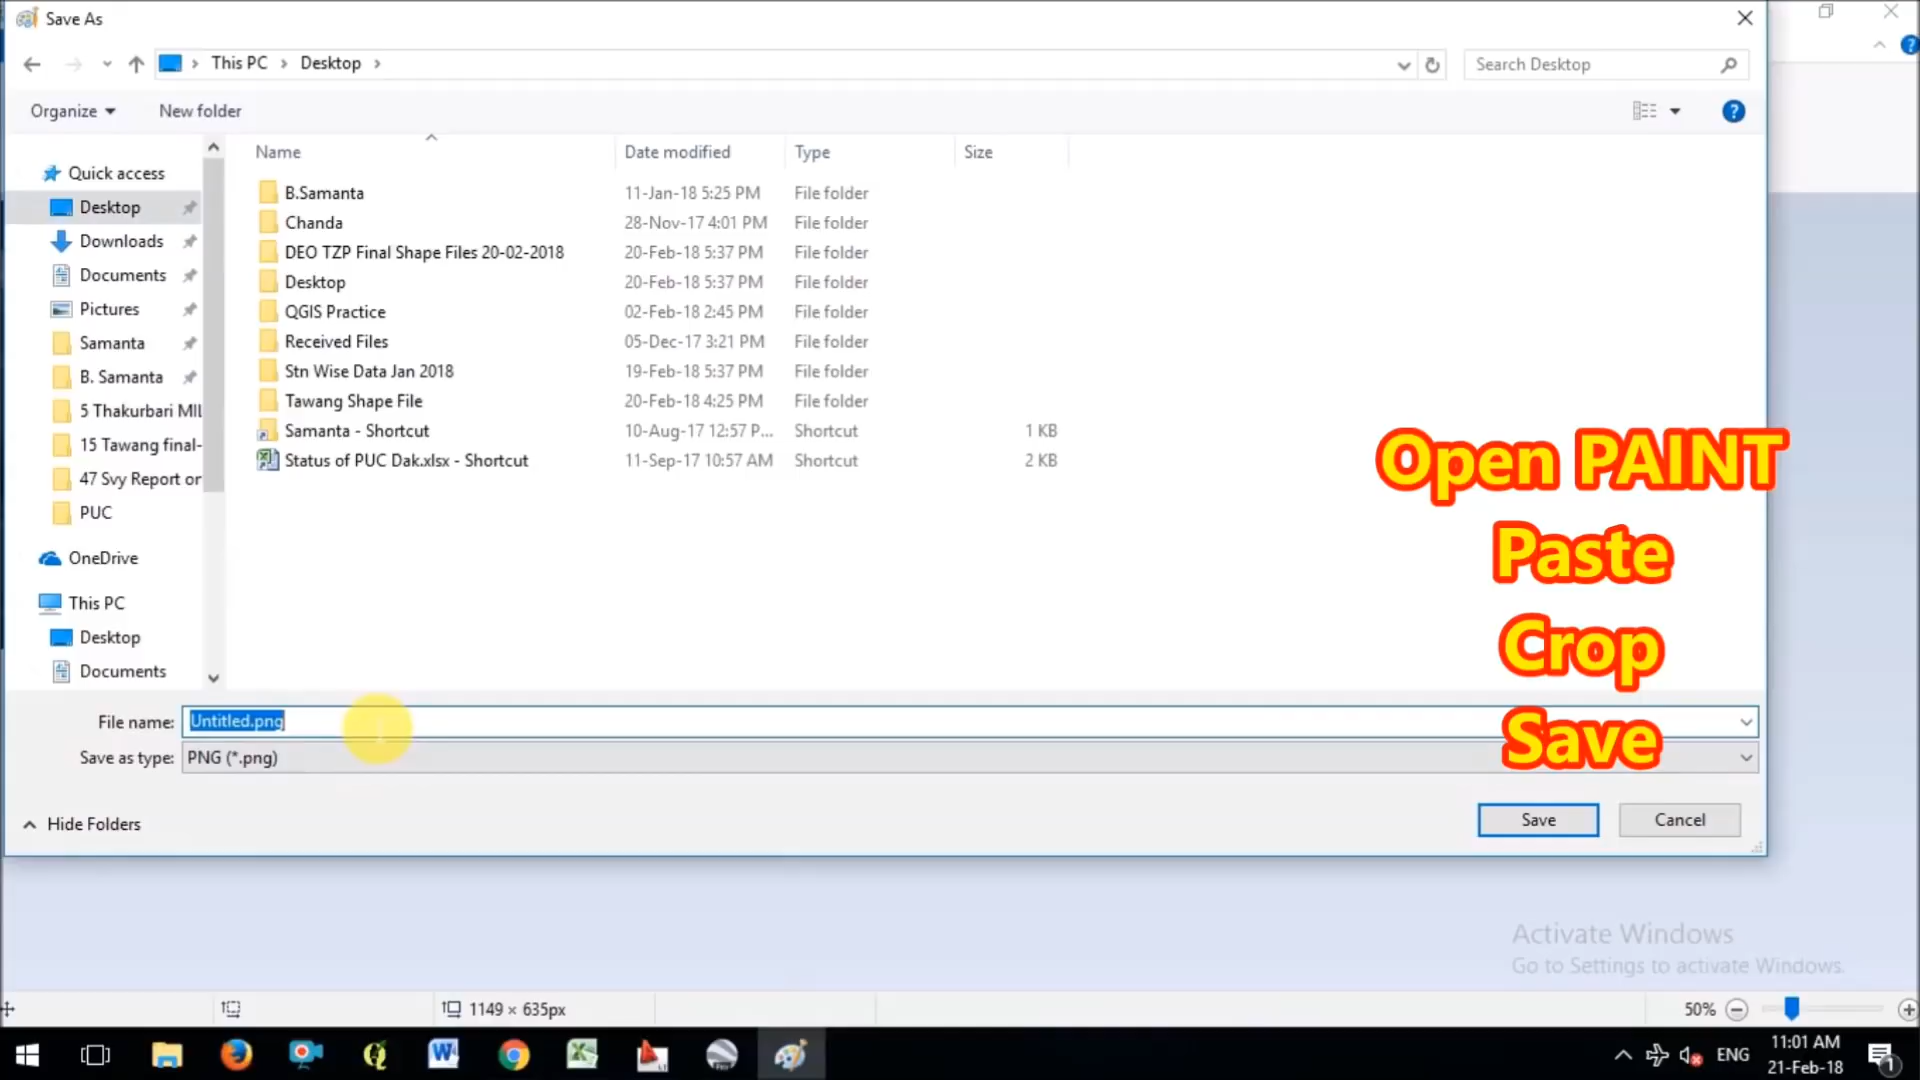 Save As
This PC > Desktop >
Search Desktop
Organize
New folder
Name
Date modified
Type
Size
Quick access
Desktop
Downloads
Documents
Pictures
Samanta
B. Samanta
5 Thakurbari MIL
15 Tawang final-
47 Svy Report or
PUC
OneDrive
This PC
Desktop
Documents
B.Samanta 11-Jan-18 5:25 PM File folder
Chanda 28-Nov-17 4:01 PM File folder
DEO TZP Final Shape Files 20-02-2018 20-Feb-18 5:37 PM File folder
Desktop 20-Feb-18 5:37 PM File folder
QGIS Practice 02-Feb-18 2:45 PM File folder
Received Files 05-Dec-17 3:21 PM File folder
Stn Wise Data Jan 2018 19-Feb-18 5:37 PM File folder
Tawang Shape File 20-Feb-18 4:25 PM File folder
Samanta - Shortcut 10-Aug-17 12:57 P... Shortcut 1 KB
Status of PUC Dak.xlsx - Shortcut 11-Sep-17 10:57 AM Shortcut 2 KB
Open PAINT
Paste
Crop
Save
File name: Untitled.png
Save as type: PNG (*.png)
Hide Folders
Save
Cancel
Activate Windows
Go to Settings to activate Windows.
1149 × 635px
50%
ENG
11:01 AM
21-Feb-18
1